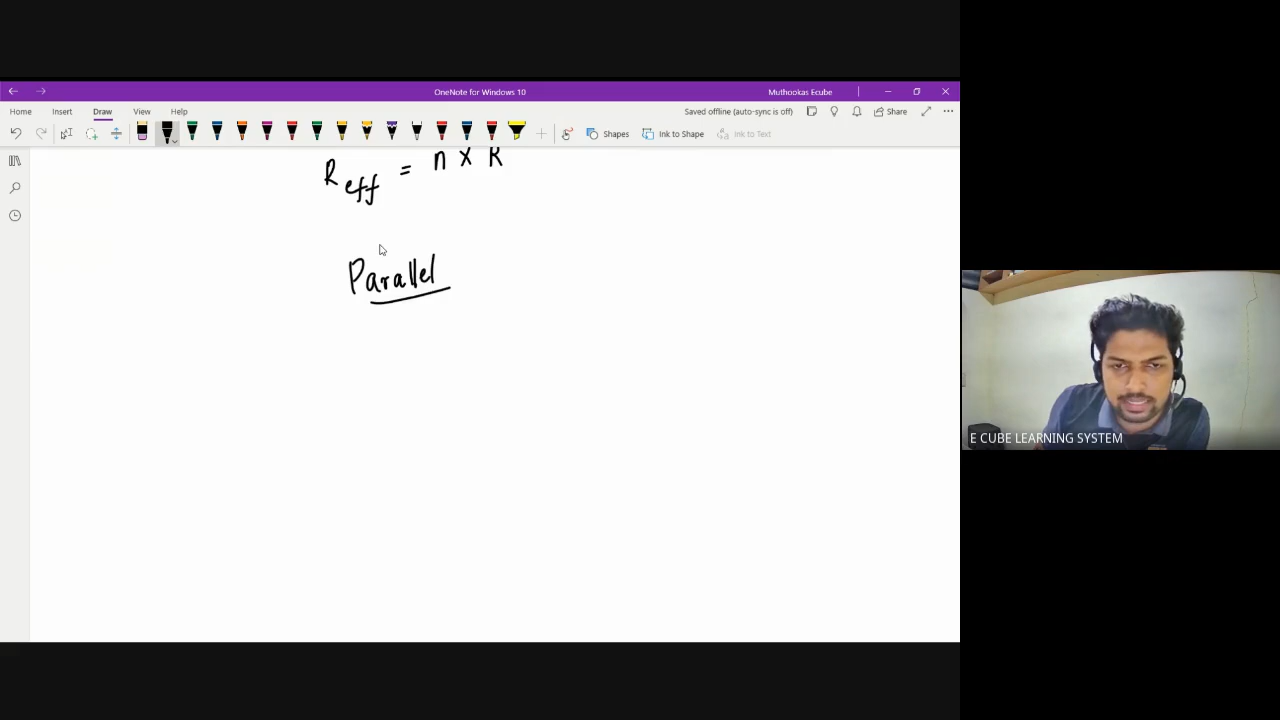 OneNote for Windows 10
Muthookas Ecube
Home Insert Draw View Help
Saved offline (auto-sync is off)
Share
Shapes
Ink to Shape
Ink to Text
R eff = n x R
Parallel
E CUBE LEARNING SYSTEM